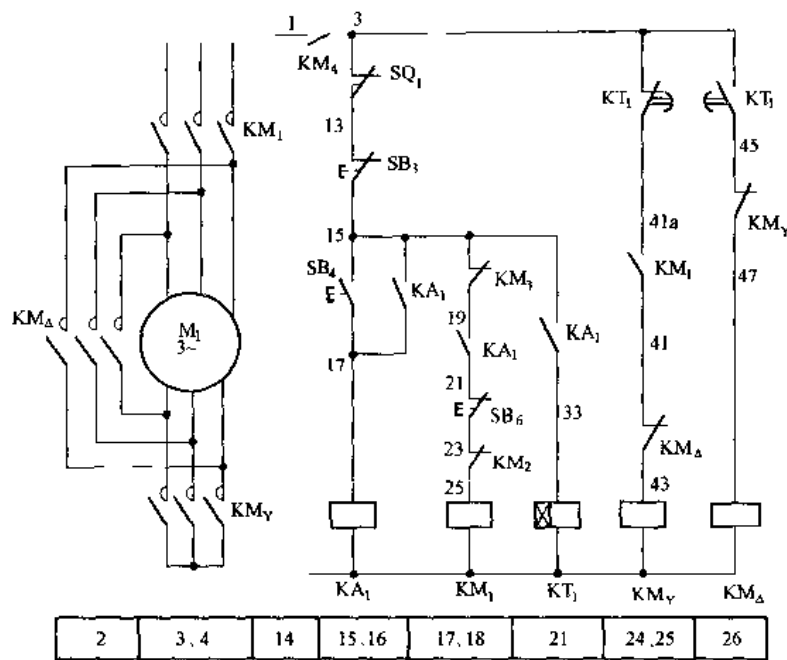 1 3
KM4 SQ1
KM1 KT1 KT1
13 45
E SB3
41a KMY
15
SB4 KM1 47
E KA1 KM3
KMΔ M1 19
3~ KA1 KA1 41
17
21
E SB6 33
23 KM2 KMΔ
25 43
KMY
KA1 KM1 KT1 KMY KMΔ
2 3、4 14 15、16 17、18 21 24、25 26